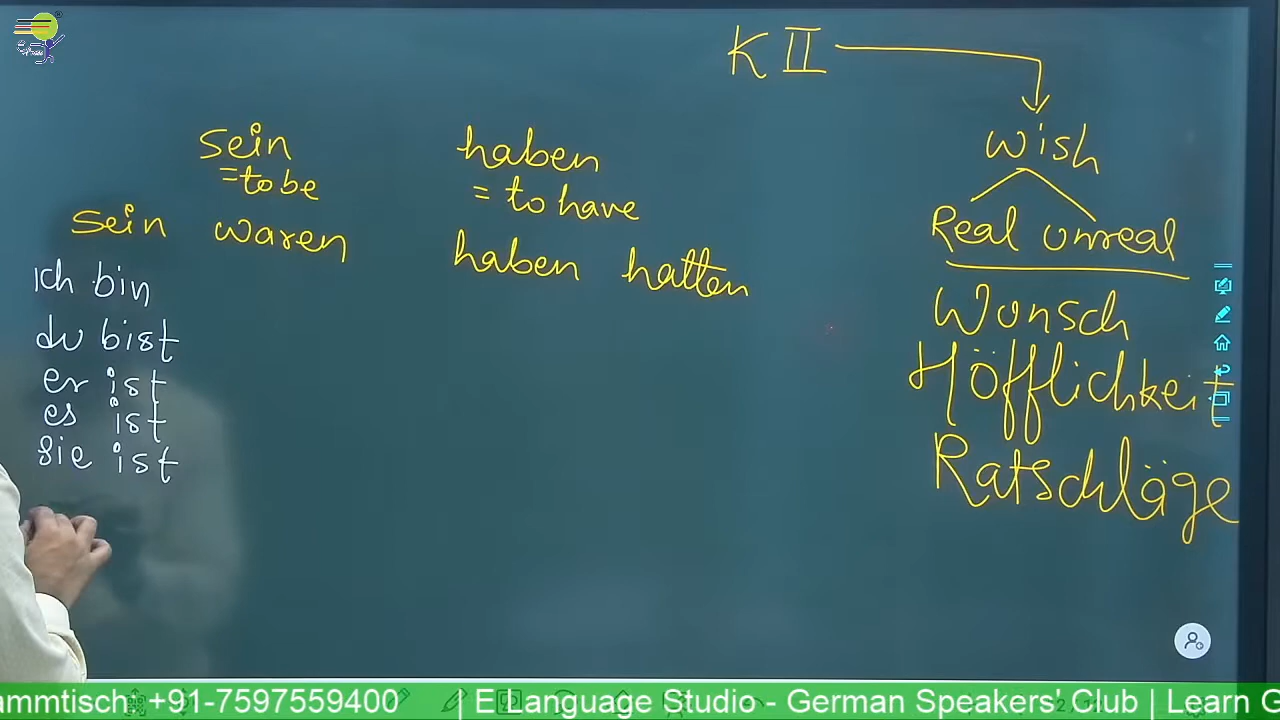 K II
wish
Real unreal
Wunsch
Höfflichkeit
Ratschläge
sein
=to be
haben
= to have
sein waren
haben hatten
ich bin
du bist
er ist
es ist
sie ist
ammtisch: +91-7597559400 | E Language Studio - German Speakers' Club | Learn G